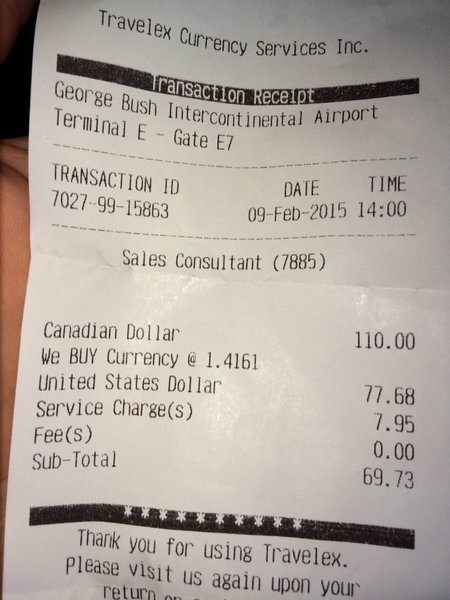 Travelex Currency Services Inc.
Transaction Receipt
George Bush Intercontinental Airport
Terminal E - Gate E7
TRANSACTION ID DATE TIME
7027-99-15863 09-Feb-2015 14:00
Sales Consultant (7885)
Canadian Dollar 110.00
We BUY Currency @ 1.4161
United States Dollar 77.68
Service Charge(s) 7.95
Fee(s) 0.00
Sub-Total 69.73
**********
Thank you for using Travelex.
Please visit us again upon your
return